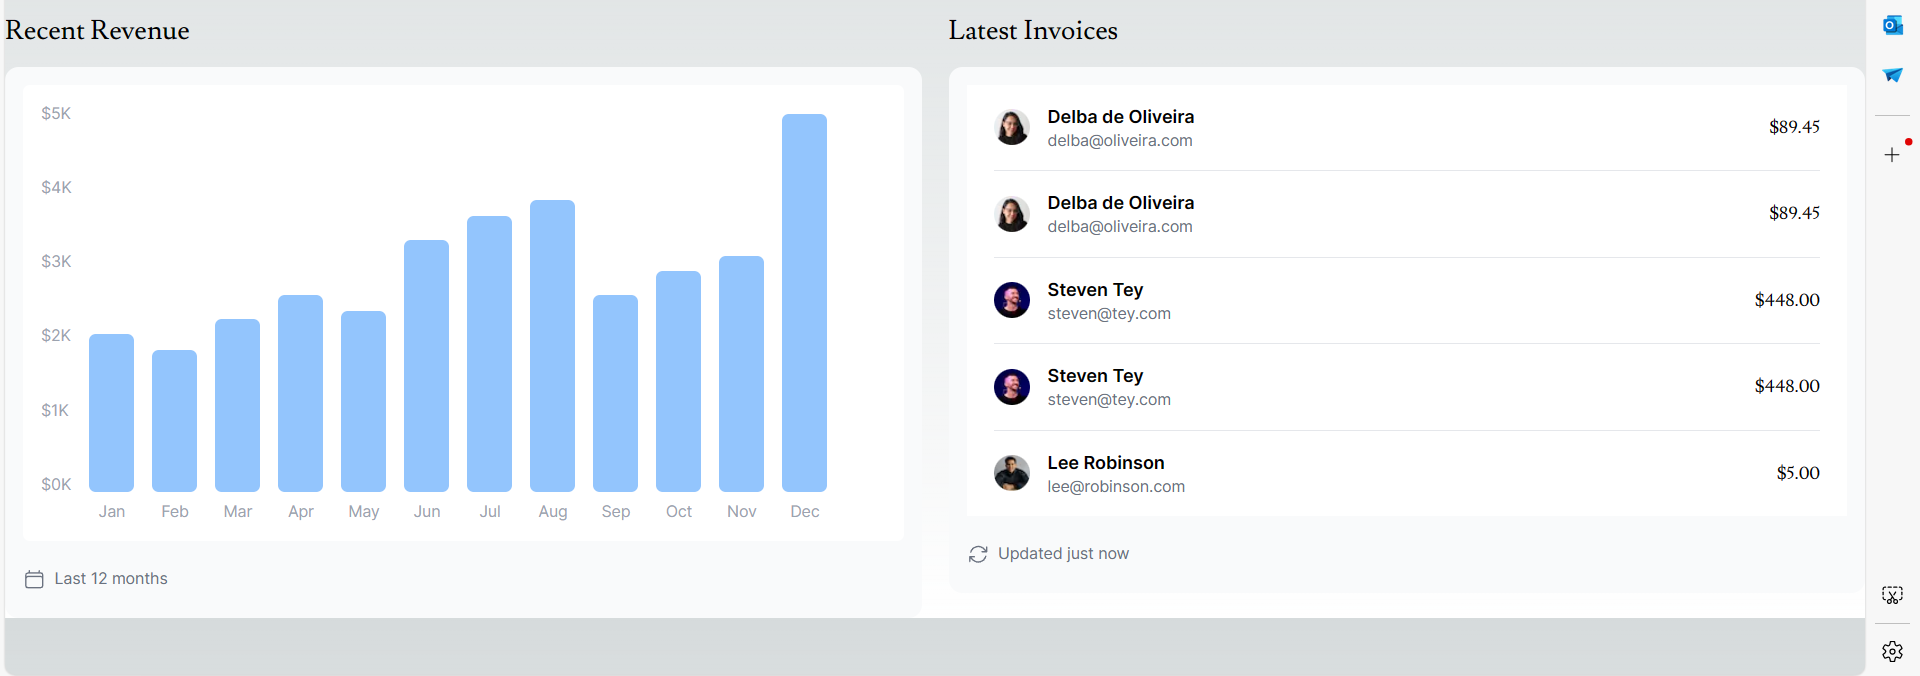 Recent Revenue
$5K
$4K
$3K
$2K
$1K
$0K
Jan Feb Mar Apr May Jun Jul Aug Sep Oct Nov Dec
Last 12 months
Latest Invoices
Delba de Oliveira
delba@oliveira.com
$89.45
Delba de Oliveira
delba@oliveira.com
$89.45
Steven Tey
steven@tey.com
$448.00
Steven Tey
steven@tey.com
$448.00
Lee Robinson
lee@robinson.com
$5.00
Updated just now